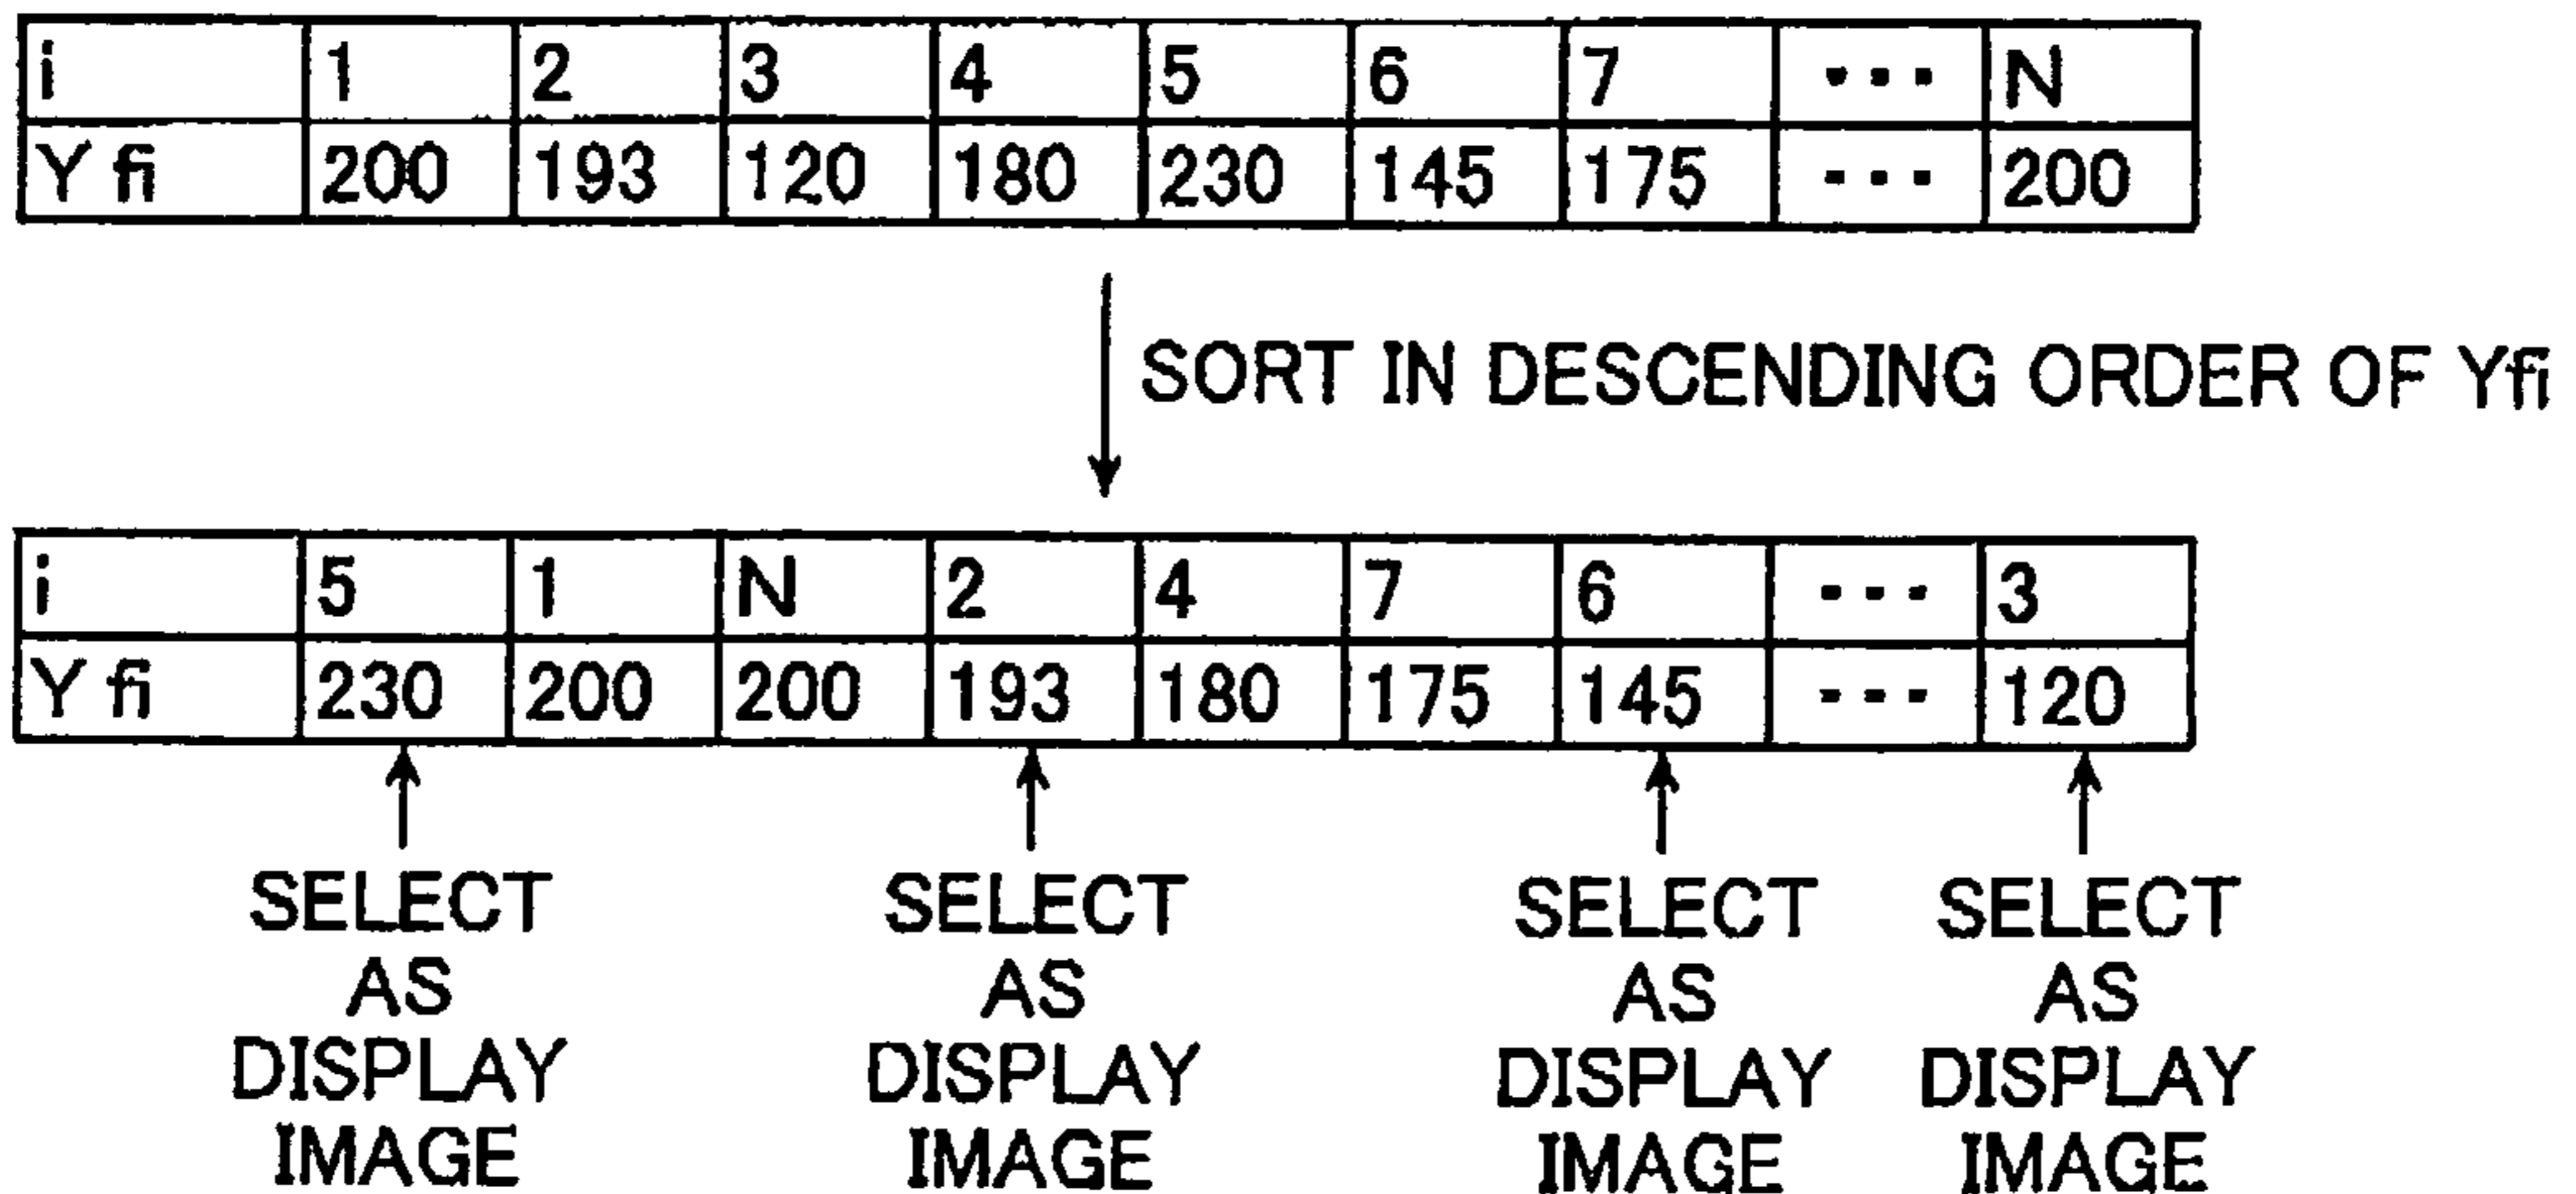 i 1 2 3 4 5 6 7 ··· N
Y fi 200 193 120 180 230 145 175 ··· 200
SORT IN DESCENDING ORDER OF Yfi
i 5 1 N 2 4 7 6 ··· 3
Y fi 230 200 200 193 180 175 145 ··· 120
SELECT SELECT SELECT SELECT
AS AS AS AS
DISPLAY DISPLAY DISPLAY DISPLAY
IMAGE IMAGE IMAGE IMAGE